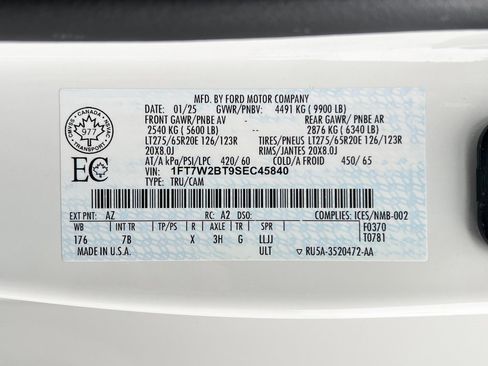 MFD. BY FORD MOTOR COMPANY
DATE: 01/25 GVWR/PNBV: 4491 KG ( 9900 LB)
FRONT GAWR/ PNBE AV REAR GAWR/ PNBE AR
2540 KG ( 5600 LB) 2876 KG ( 6340 LB)
LT275/65R20E 126/123R TIRES/PNEUS LT275/65R20E 126/123R
20X8.0J RIMS/JANTES 20X8.0J
AT/A kPa/PSI/LPC 420/ 60 COLD/A FROID 450/ 65
VIN: 1FT7W2BT9SEC45840
TYPE: TRU/CAM
CANADA
977
TRANSPORT
EC
EXT PNT: AZ RC: A2 DSO: COMPLIES: ICES/NMB-002
WB INT TR TP/PS R AXLE TR SPR F0370
176 7B X 3H G LLJJ T0781
MADE IN U.S.A. ULT ▽ RU5A-3520472-AA